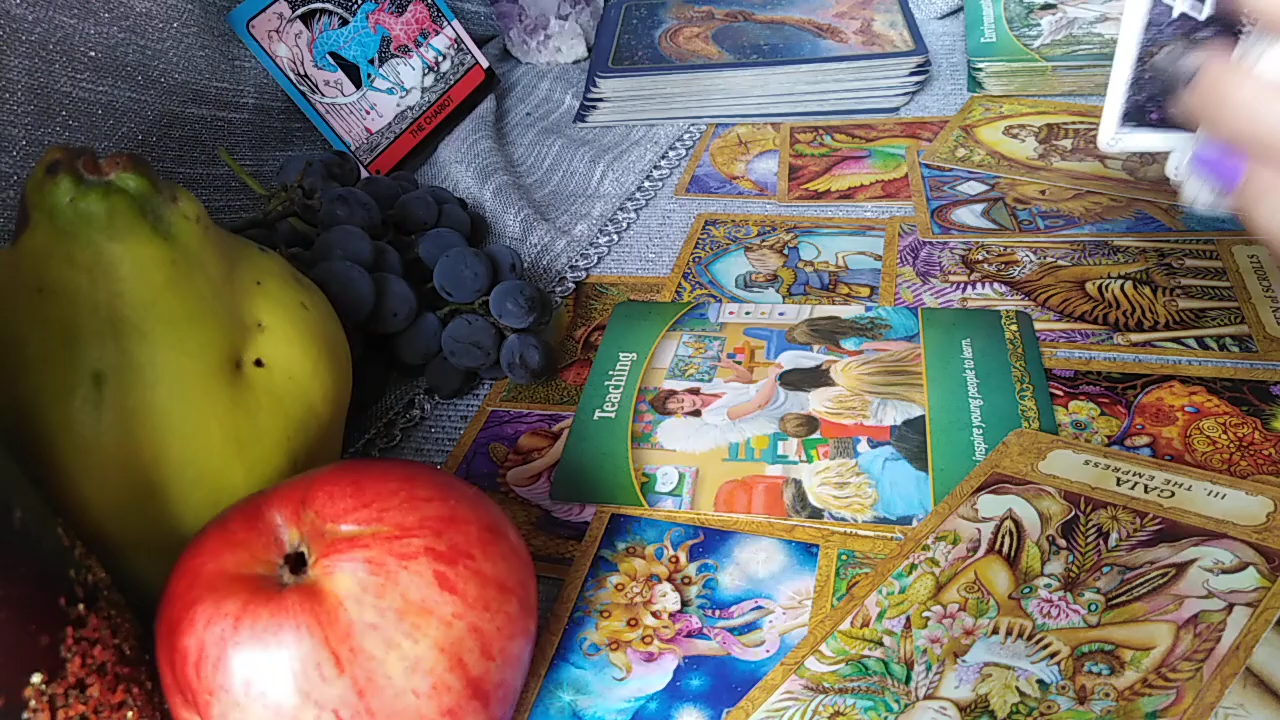 THE CHARIOT
Teaching
inspire young people to learn.
of SCROLLS
GAIA
III. THE EMPRESS